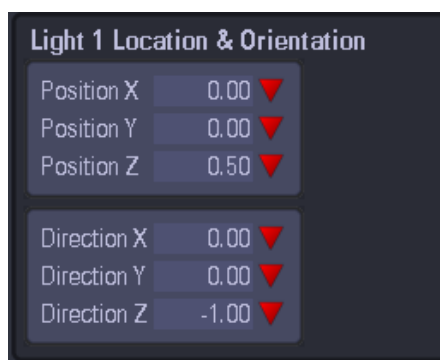 Light 1 Location & Orientation
Position X 0.00
Position Y 0.00
Position Z 0.50
Direction X 0.00
Direction Y 0.00
Direction Z -1.00